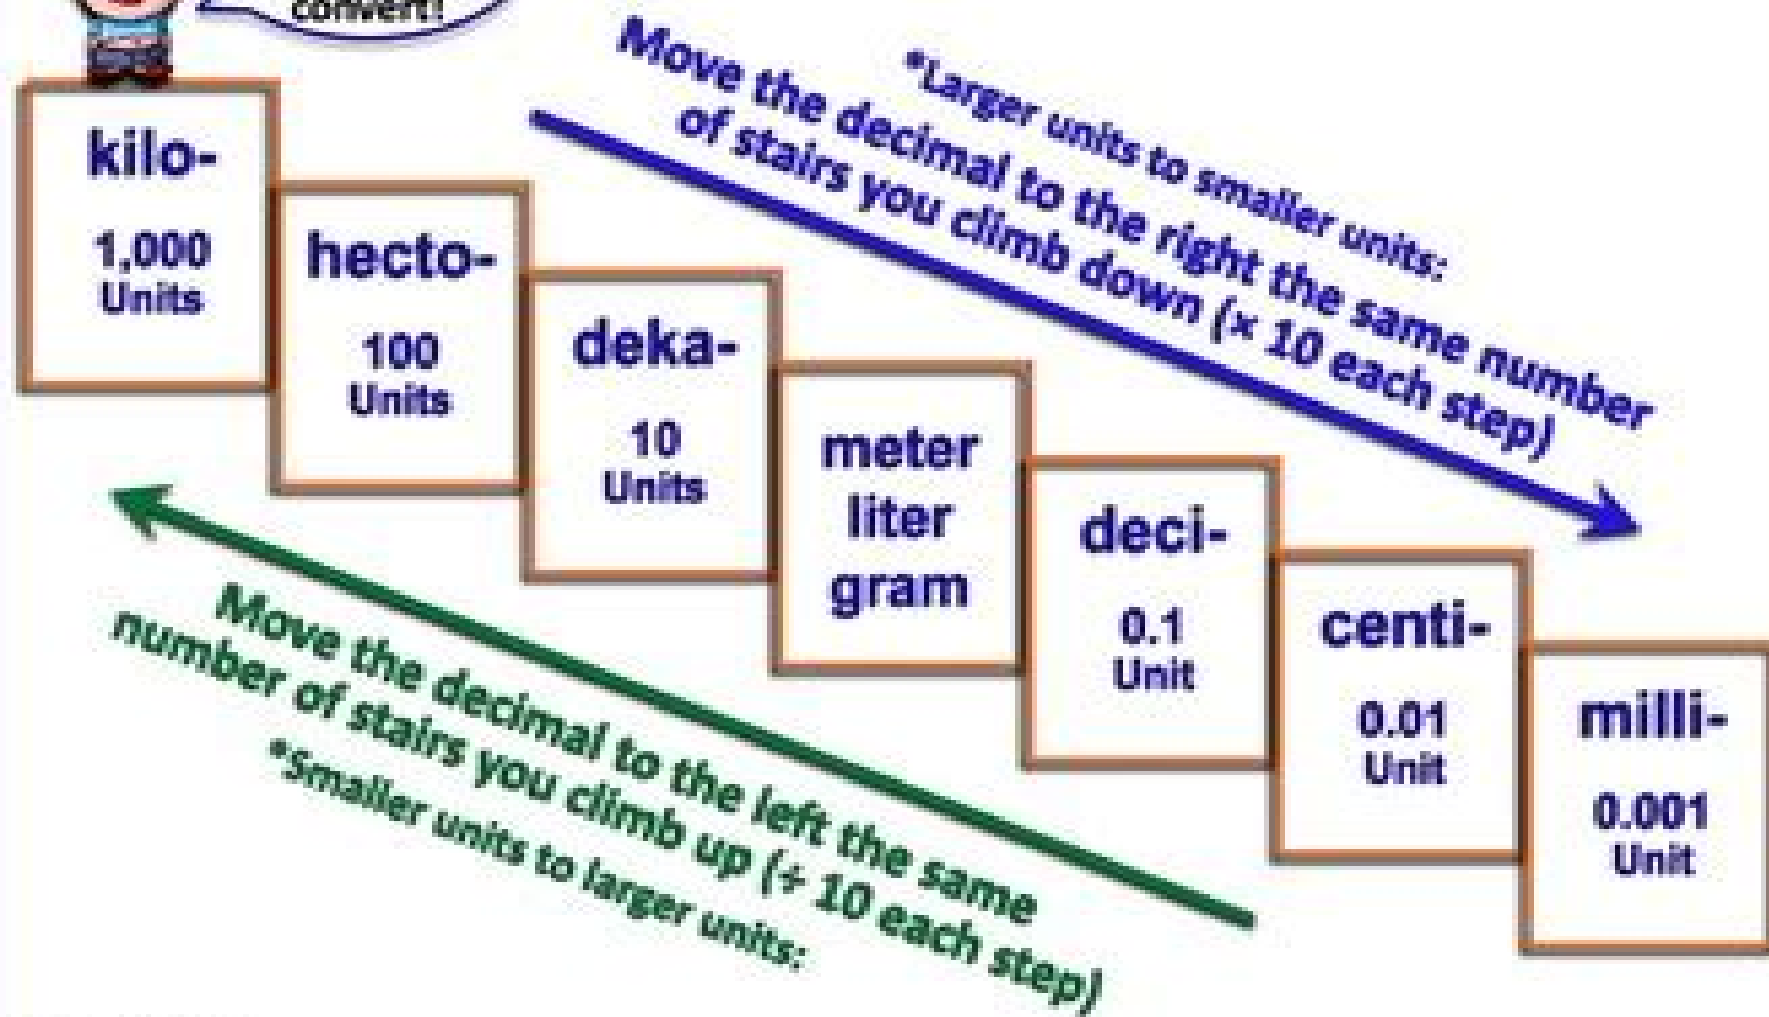 convert!
*Larger units to smaller units:
Move the decimal to the right the same number
of stairs you climb down (x 10 each step)
kilo-
1,000
Units
hecto-
100
Units
deka-
10
Units
meter
liter
gram
deci-
0.1
Unit
centi-
0.01
Unit
milli-
0.001
Unit
Move the decimal to the left the same
number of stairs you climb up (÷ 10 each step)
*Smaller units to larger units: